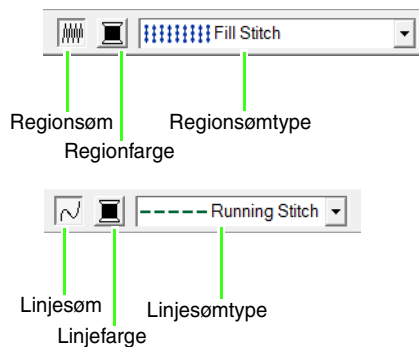 Fill Stitch
Regionsøm Regionsømtype
Regionfarge
Running Stitch
Linjesøm Linjesømtype
Linjefarge